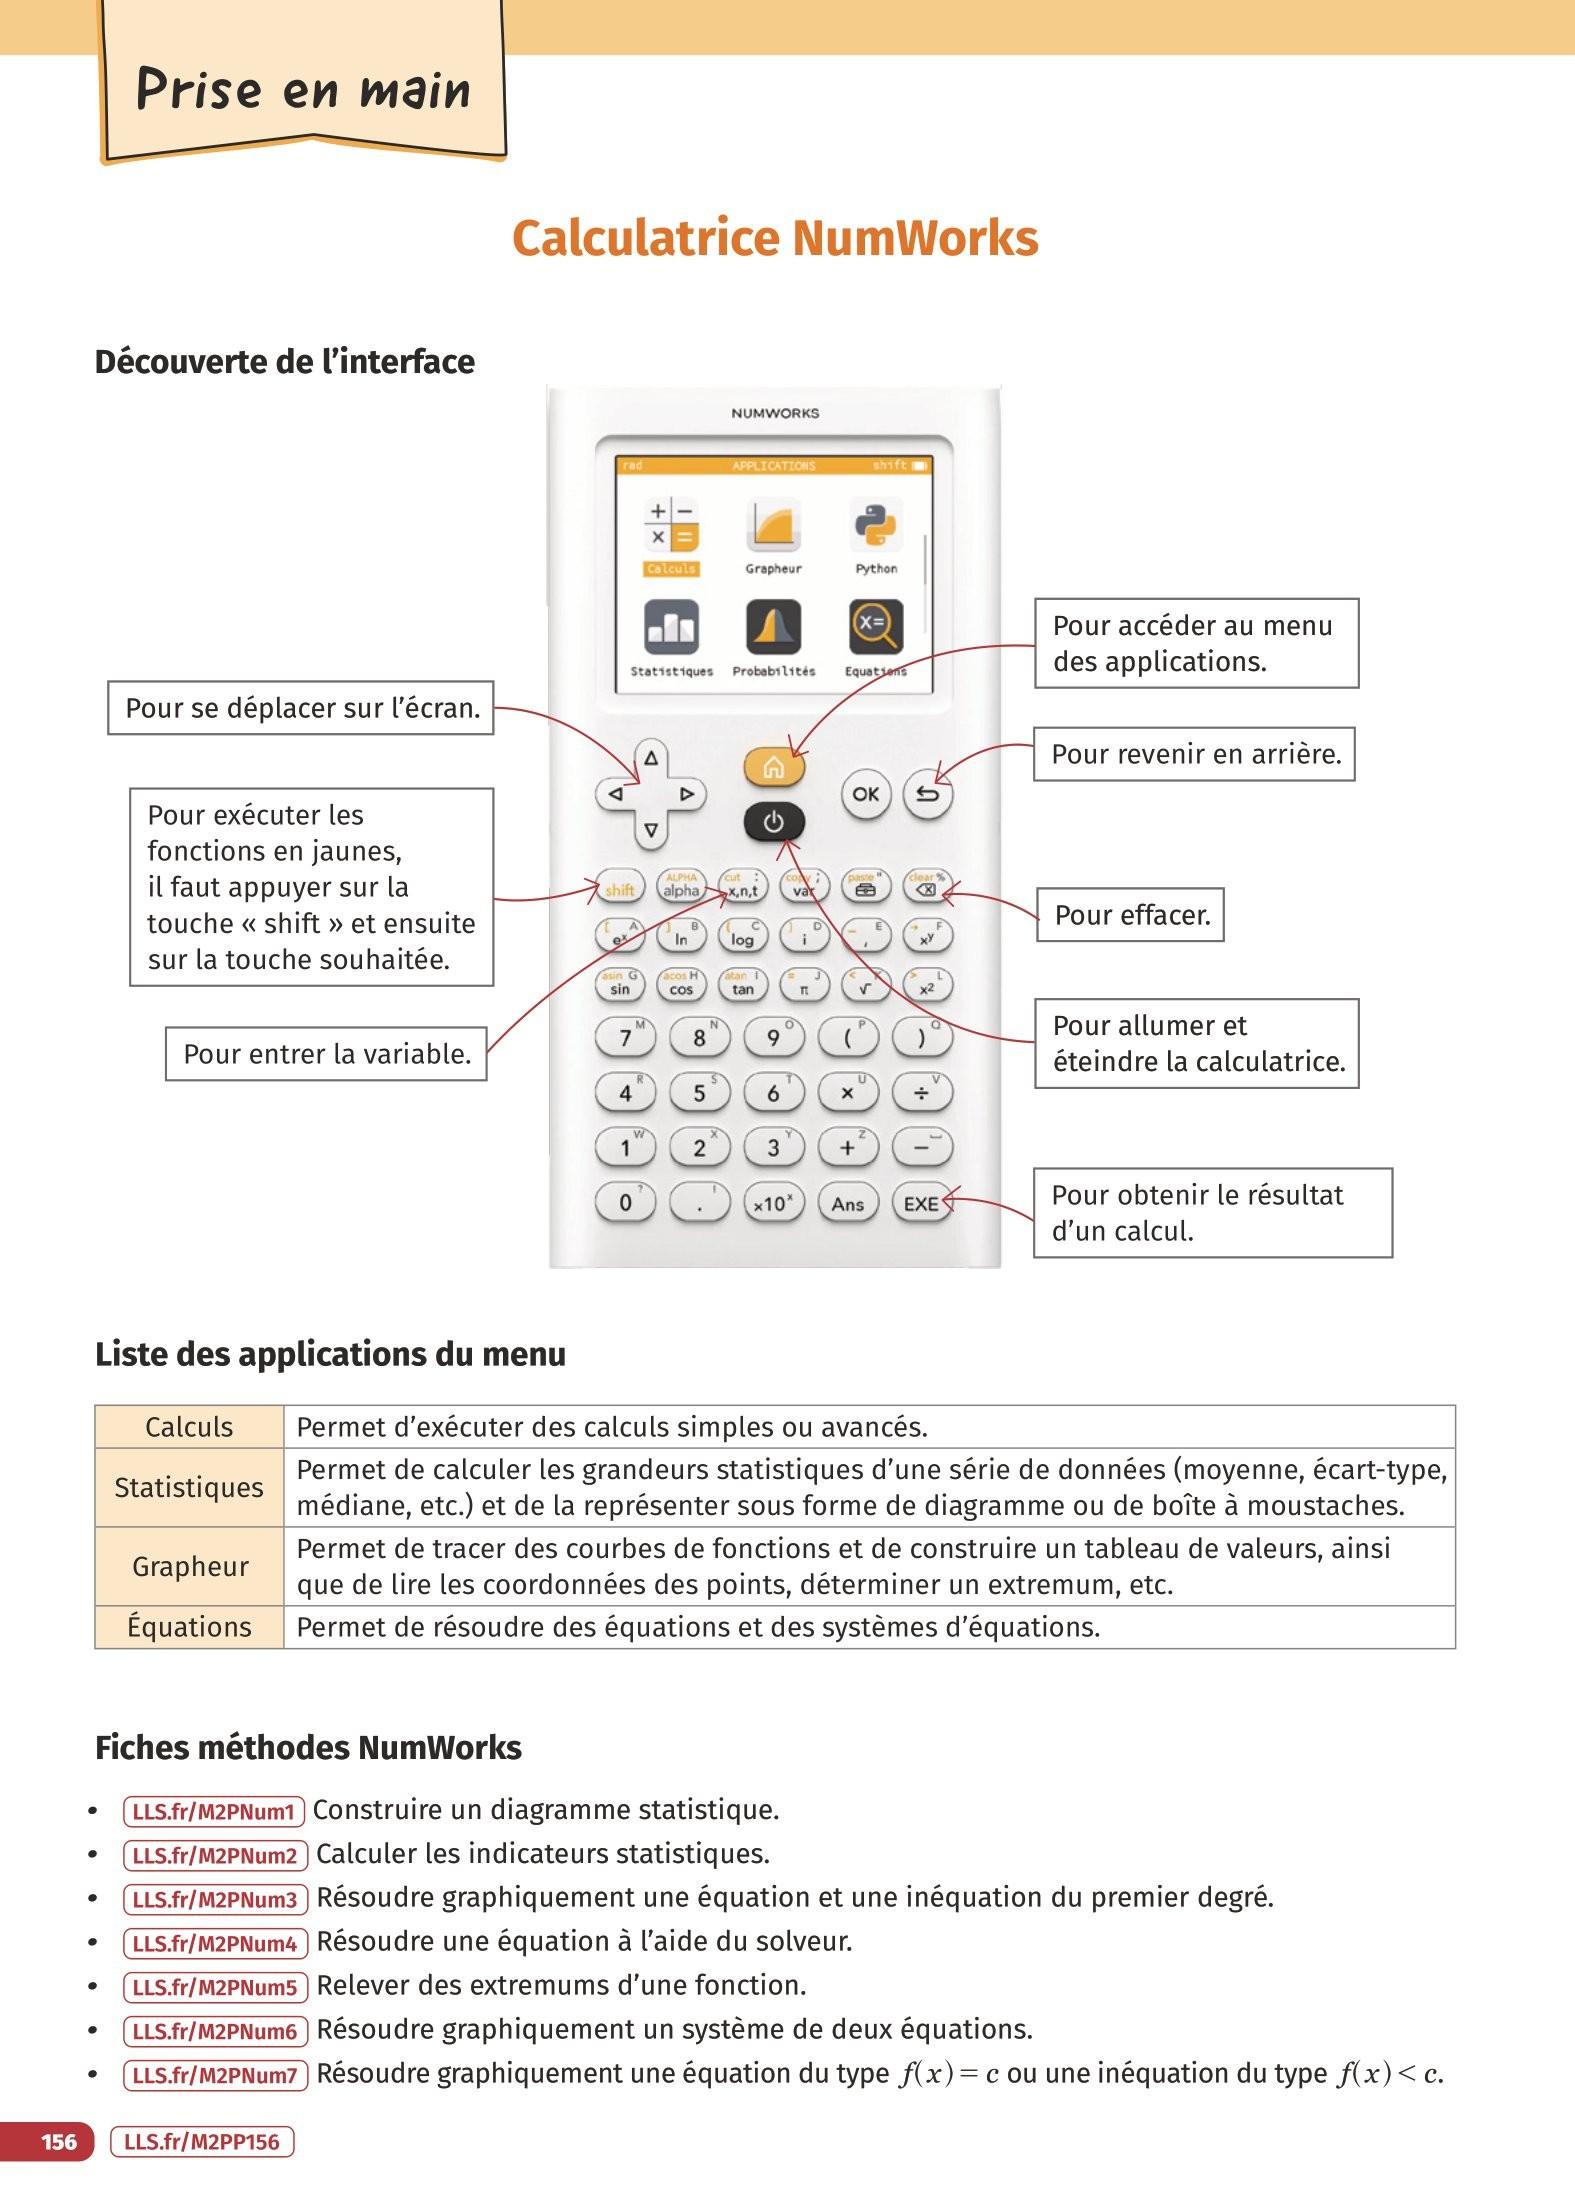 Prise en main
Calculatrice NumWorks
Découverte de l'interface
NUMWORKS
rad APPLICATIONS shift
+ −
× =
Calculs Grapheur Python
X=
Statistiques Probabilités Equations
Pour accéder au menu
des applications.
Pour se déplacer sur l'écran.
Pour revenir en arrière.
OK
Pour exécuter les
fonctions en jaunes,
il faut appuyer sur la
touche « shift » et ensuite
sur la touche souhaitée.
ALPHA cut : copy ; paste " clear %
shift alpha x,n,t var
Pour effacer.
[ A ] B { C } D _ E → F
eˣ ln log i , xʸ
asin G acos H atan I = J < K > L
sin cos tan π √ x²
Pour entrer la variable.
Pour allumer et
éteindre la calculatrice.
M N O P Q
7 8 9 ( )
R S T U V
4 5 6 × ÷
W X Y Z
1 2 3 + −
? !
0 . ×10ˣ Ans EXE
Pour obtenir le résultat
d'un calcul.
Liste des applications du menu
Calculs Permet d'exécuter des calculs simples ou avancés.
Statistiques Permet de calculer les grandeurs statistiques d'une série de données (moyenne, écart-type,
médiane, etc.) et de la représenter sous forme de diagramme ou de boîte à moustaches.
Grapheur Permet de tracer des courbes de fonctions et de construire un tableau de valeurs, ainsi
que de lire les coordonnées des points, déterminer un extremum, etc.
Équations Permet de résoudre des équations et des systèmes d'équations.
Fiches méthodes NumWorks
• LLS.fr/M2PNum1 Construire un diagramme statistique.
• LLS.fr/M2PNum2 Calculer les indicateurs statistiques.
• LLS.fr/M2PNum3 Résoudre graphiquement une équation et une inéquation du premier degré.
• LLS.fr/M2PNum4 Résoudre une équation à l'aide du solveur.
• LLS.fr/M2PNum5 Relever des extremums d'une fonction.
• LLS.fr/M2PNum6 Résoudre graphiquement un système de deux équations.
• LLS.fr/M2PNum7 Résoudre graphiquement une équation du type f(x) = c ou une inéquation du type f(x) < c.
156 LLS.fr/M2PP156